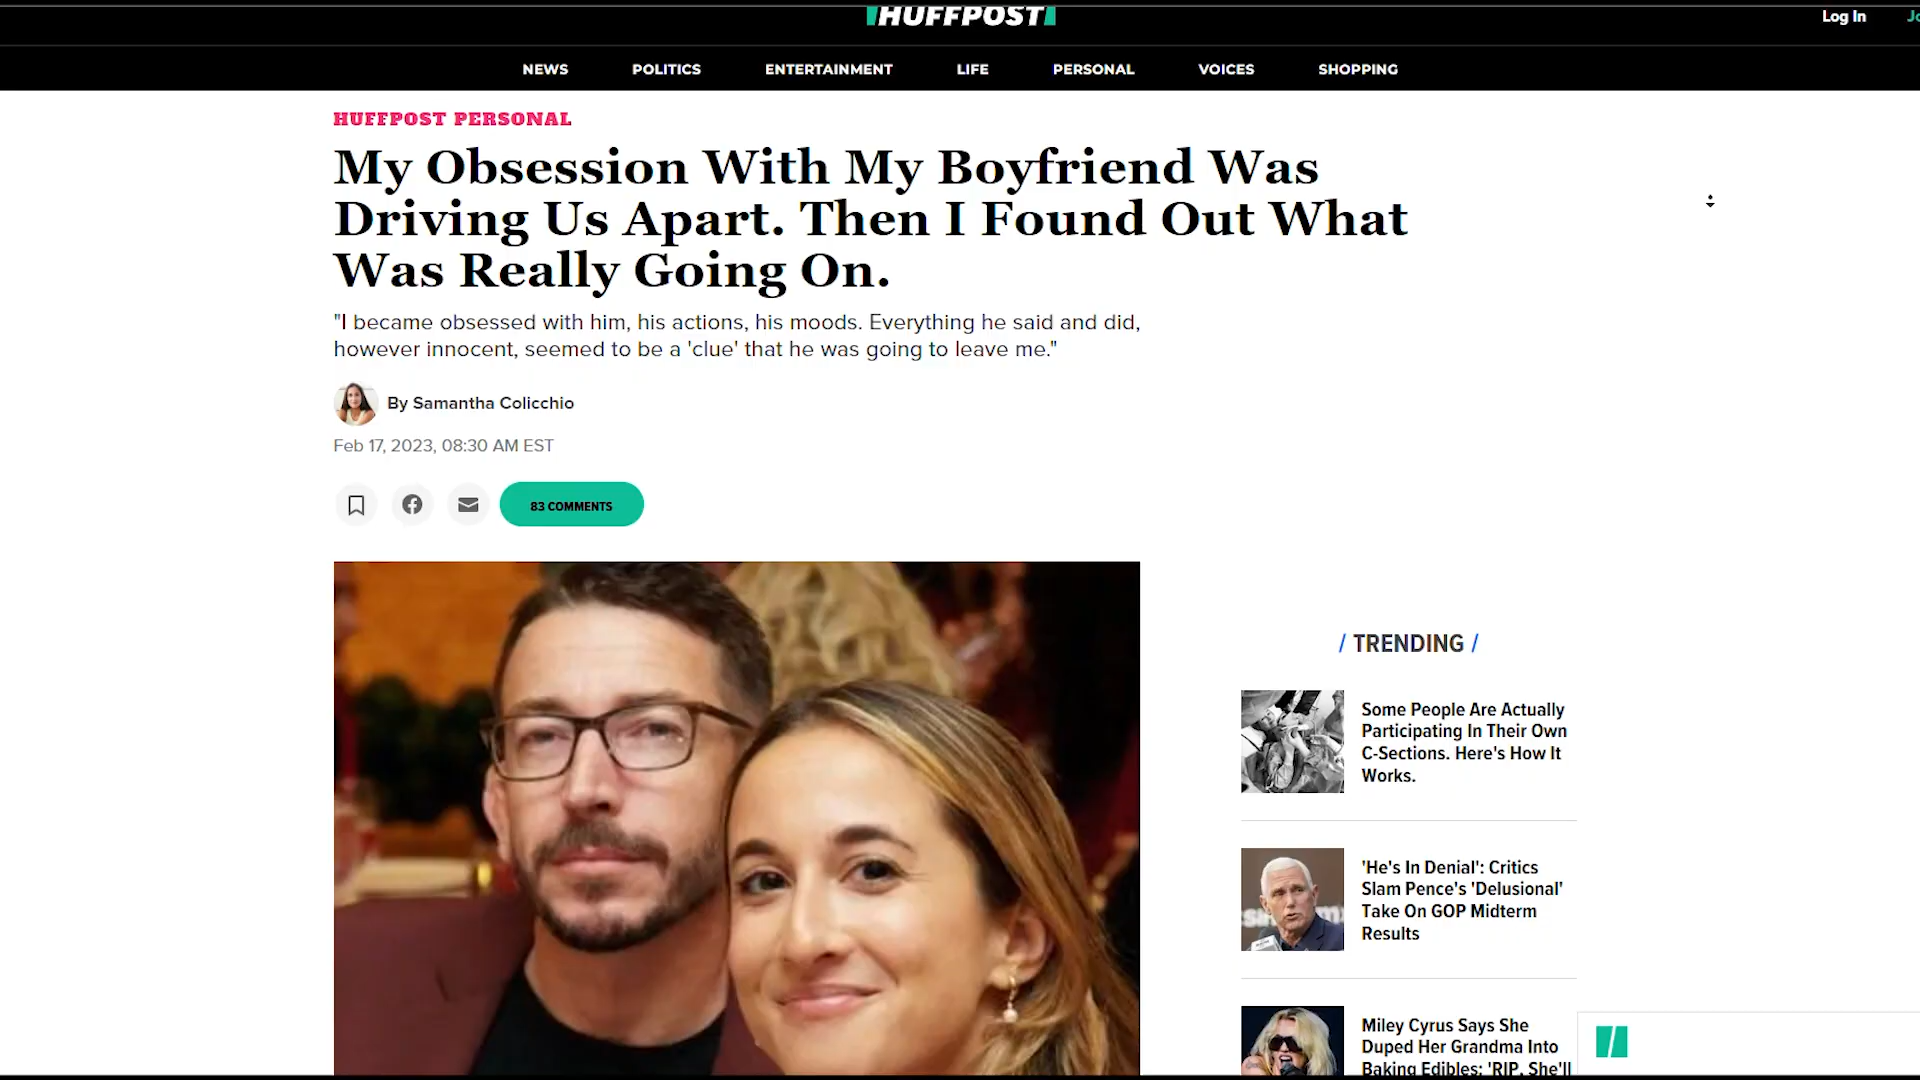 HUFFPOST
Log In
NEWS
POLITICS
ENTERTAINMENT
LIFE
PERSONAL
VOICES
SHOPPING
HUFFPOST PERSONAL
My Obsession With My Boyfriend Was
Driving Us Apart. Then I Found Out What
Was Really Going On.
"I became obsessed with him, his actions, his moods. Everything he said and did,
however innocent, seemed to be a 'clue' that he was going to leave me."
By Samantha Colicchio
Feb 17, 2023, 08:30 AM EST
83 COMMENTS
/ TRENDING /
Some People Are Actually
Participating In Their Own
C-Sections. Here's How It
Works.
'He's In Denial': Critics
Slam Pence's 'Delusional'
Take On GOP Midterm
Results
Miley Cyrus Says She
Duped Her Grandma Into
Baking Edibles: 'RIP, She'll